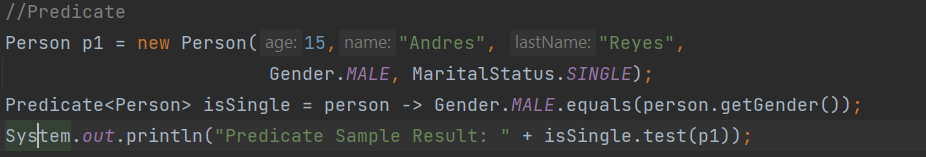 //Predicate
Person p1 = new Person( age: 15, name: "Andres", lastName: "Reyes",
Gender.MALE, MaritalStatus.SINGLE);
Predicate<Person> isSingle = person -> Gender.MALE.equals(person.getGender());
System.out.println("Predicate Sample Result: " + isSingle.test(p1));